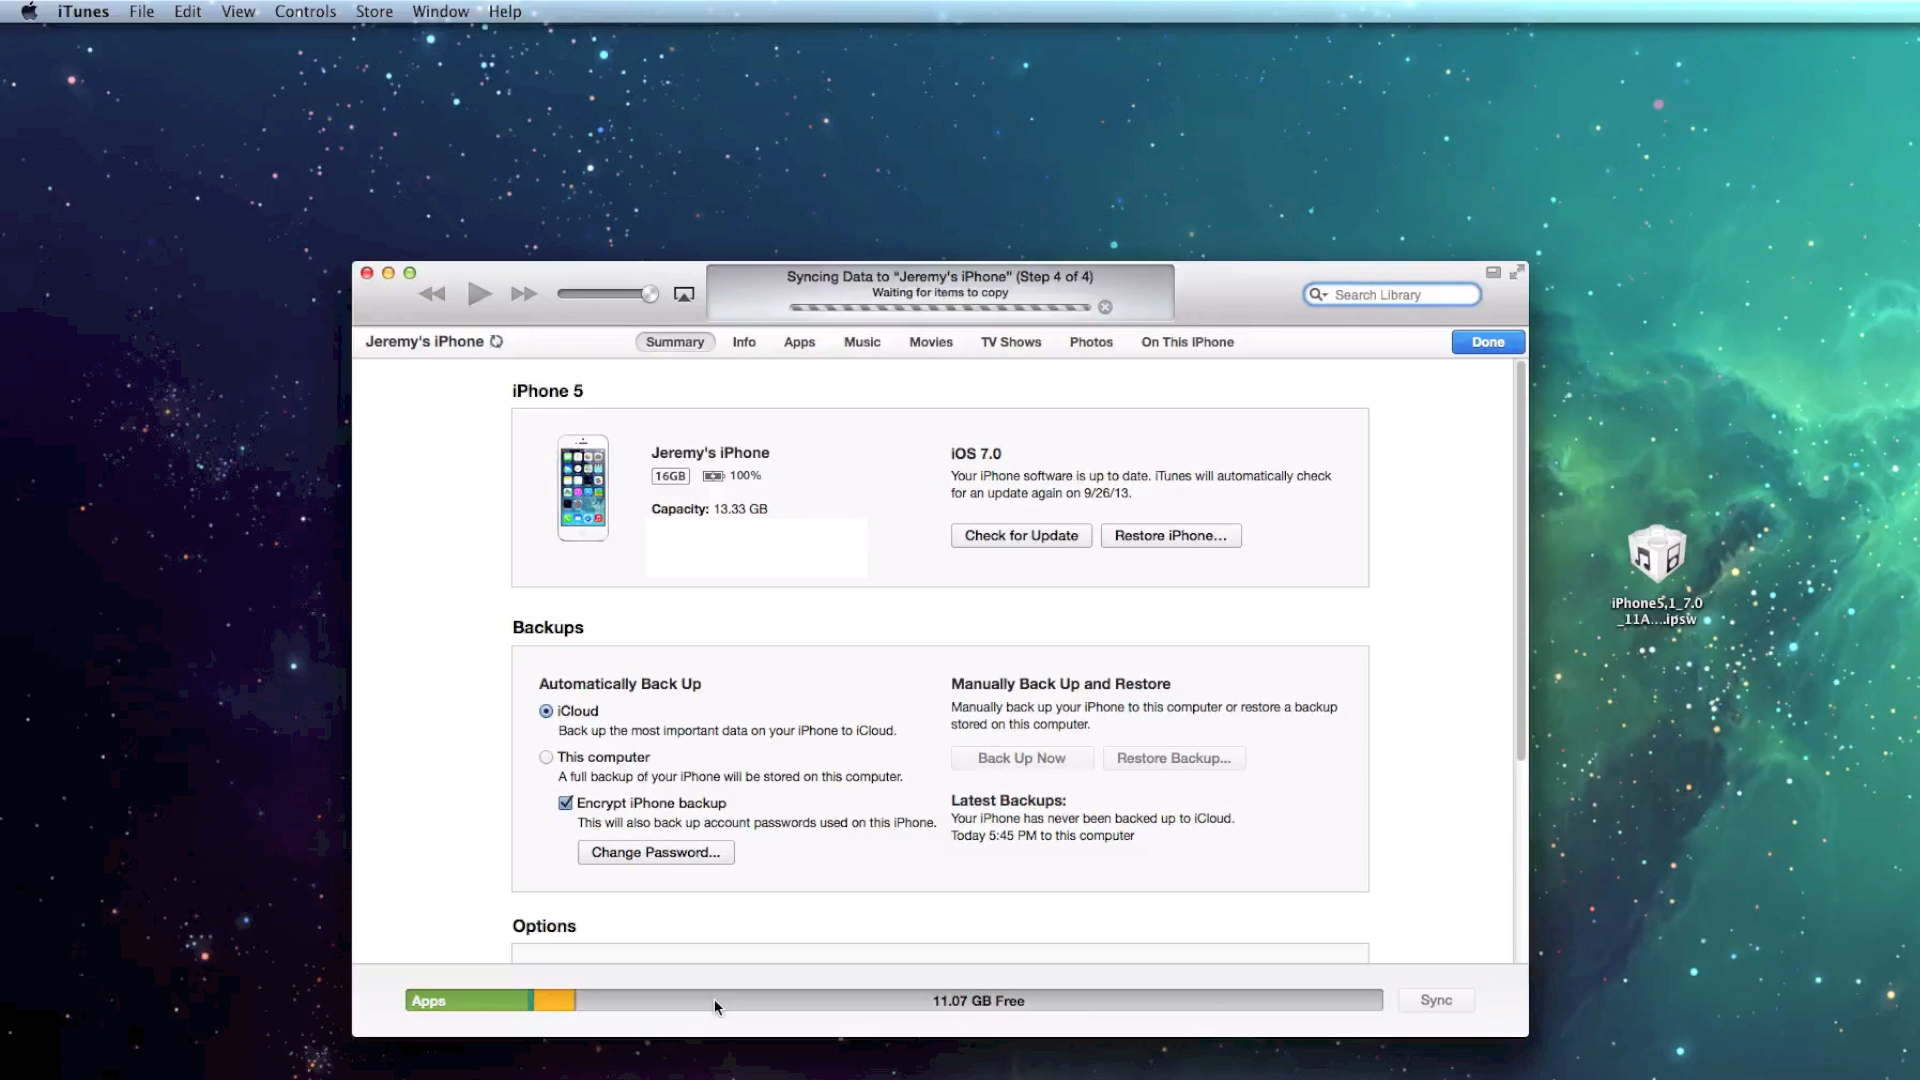 iTunes File Edit View Controls Store Window Help
Syncing Data to "Jeremy's iPhone" (Step 4 of 4)
Waiting for items to copy
Search Library
Jeremy's iPhone
Summary Info Apps Music Movies TV Shows Photos On This iPhone Done
iPhone 5
Jeremy's iPhone
16GB 100%
Capacity: 13.33 GB
iOS 7.0
Your iPhone software is up to date. iTunes will automatically check
for an update again on 9/26/13.
Check for Update Restore iPhone...
iPhone5,1_7.0
_11A....ipsw
Backups
Automatically Back Up
iCloud
Back up the most important data on your iPhone to iCloud.
This computer
A full backup of your iPhone will be stored on this computer.
Encrypt iPhone backup
This will also back up account passwords used on this iPhone.
Change Password...
Manually Back Up and Restore
Manually back up your iPhone to this computer or restore a backup
stored on this computer.
Back Up Now Restore Backup...
Latest Backups:
Your iPhone has never been backed up to iCloud.
Today 5:45 PM to this computer
Options
Apps 11.07 GB Free Sync